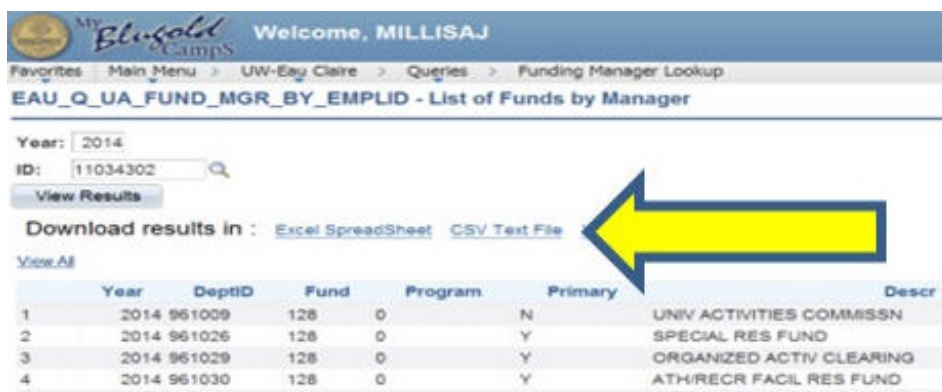 My Blugold CampS Welcome, MILLISAJ
Favorites Main Menu > UW-Eau Claire > Queries > Funding Manager Lookup
EAU_Q_UA_FUND_MGR_BY_EMPLID - List of Funds by Manager
Year: 2014
ID: 11034302
View Results
Download results in : Excel SpreadSheet CSV Text File
View All
Year DeptID Fund Program Primary Descr
1 2014 961009 128 0 N UNIV ACTIVITIES COMMISSN
2 2014 961026 128 0 Y SPECIAL RES FUND
3 2014 961029 128 0 Y ORGANIZED ACTIV CLEARING
4 2014 961030 128 0 Y ATH/RECR FACIL RES FUND